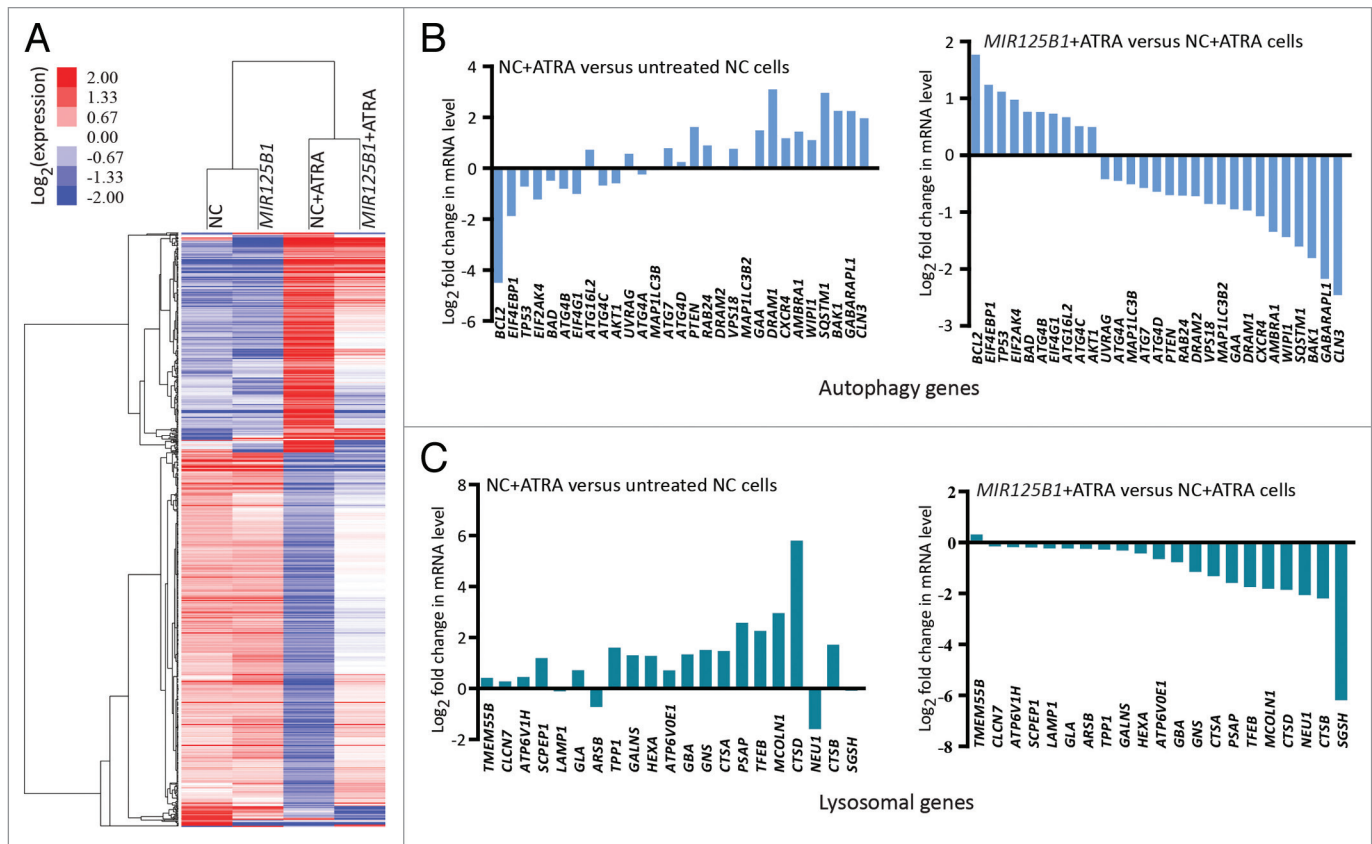 A
Log2(expression)
2.00
1.33
0.67
0.00
-0.67
-1.33
-2.00
NC
MIR125B1
NC+ATRA
MIR125B1+ATRA
B
NC+ATRA versus untreated NC cells
Log2 fold change in mRNA level
4
2
0
-2
-4
-6
BCL2
EIF4EBP1
TP53
EIF2AK4
BAD
ATG4B
EIF4G1
ATG16L2
ATG4C
AKT1
UVRAG
ATG4A
MAP1LC3B
ATG7
ATG4D
PTEN
RAB24
DRAM2
VPS18
MAP1LC3B2
GAA
DRAM1
CXCR4
AMBRA1
WIPI1
SQSTM1
BAK1
GABARAPL1
CLN3
MIR125B1+ATRA versus NC+ATRA cells
Log2 fold change in mRNA level
2
1
0
-1
-2
-3
BCL2
EIF4EBP1
TP53
EIF2AK4
BAD
ATG4B
EIF4G1
ATG16L2
ATG4C
AKT1
UVRAG
ATG4A
MAP1LC3B
ATG7
ATG4D
PTEN
RAB24
DRAM2
VPS18
MAP1LC3B2
GAA
DRAM1
CXCR4
AMBRA1
WIPI1
SQSTM1
BAK1
GABARAPL1
CLN3
Autophagy genes
C
NC+ATRA versus untreated NC cells
Log2 fold change in mRNA level
8
6
4
2
0
-2
TMEM55B
CLCN7
ATP6V1H
SCPEP1
LAMP1
GLA
ARSB
TPP1
GALNS
HEXA
ATP6V0E1
GBA
GNS
CTSA
PSAP
TFEB
MCOLN1
CTSD
NEU1
CTSB
SGSH
MIR125B1+ATRA versus NC+ATRA cells
Log2 fold change in mRNA level
2
0
-2
-4
-6
-8
TMEM55B
CLCN7
ATP6V1H
SCPEP1
LAMP1
GLA
ARSB
TPP1
GALNS
HEXA
ATP6V0E1
GBA
GNS
CTSA
PSAP
TFEB
MCOLN1
CTSD
NEU1
CTSB
SGSH
Lysosomal genes